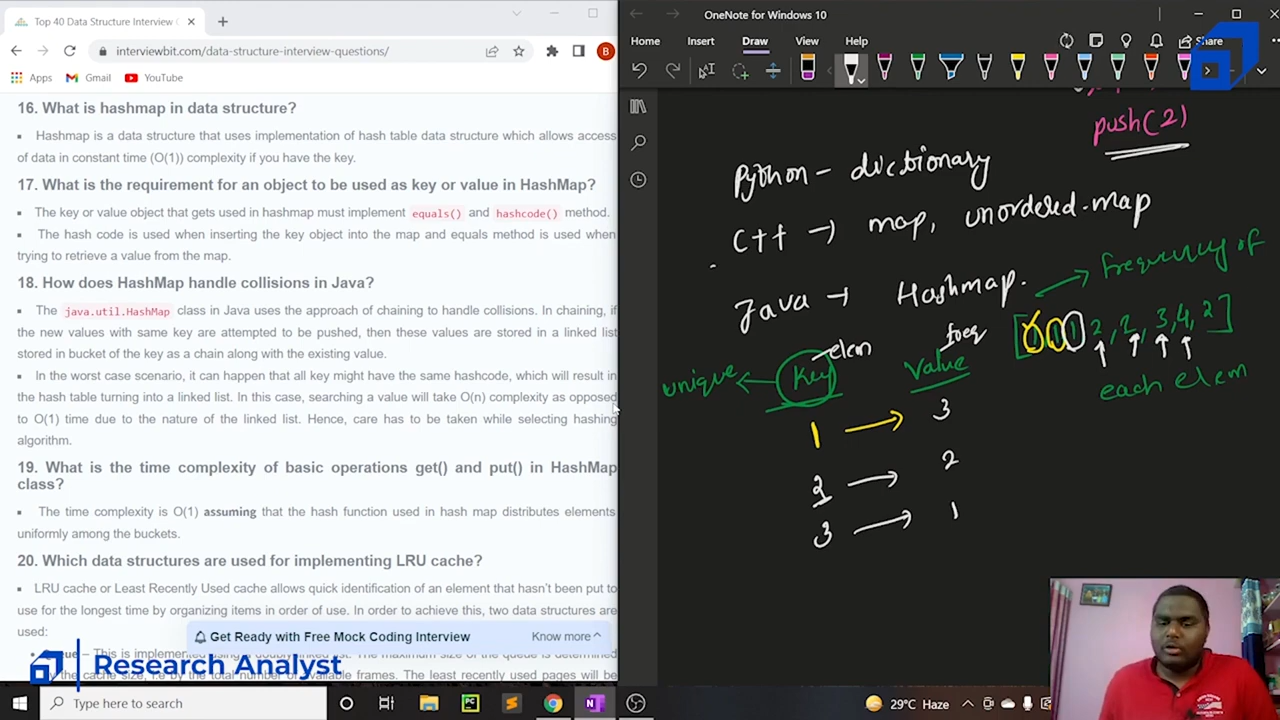 Top 40 Data Structure Interview
interviewbit.com/data-structure-interview-questions/
B
Apps
Gmail
YouTube
16. What is hashmap in data structure?
Hashmap is a data structure that uses implementation of hash table data structure which allows access
of data in constant time (O(1)) complexity if you have the key.
17. What is the requirement for an object to be used as key or value in HashMap?
The key or value object that gets used in hashmap must implement equals() and hashcode() method.
The hash code is used when inserting the key object into the map and equals method is used when
trying to retrieve a value from the map.
18. How does HashMap handle collisions in Java?
The java.util.HashMap class in Java uses the approach of chaining to handle collisions. In chaining, if
the new values with same key are attempted to be pushed, then these values are stored in a linked list
stored in bucket of the key as a chain along with the existing value.
In the worst case scenario, it can happen that all key might have the same hashcode, which will result in
the hash table turning into a linked list. In this case, searching a value will take O(n) complexity as opposed
to O(1) time due to the nature of the linked list. Hence, care has to be taken while selecting hashing
algorithm.
19. What is the time complexity of basic operations get() and put() in HashMap
class?
The time complexity is O(1) assuming that the hash function used in hash map distributes elements
uniformly among the buckets.
20. Which data structures are used for implementing LRU cache?
LRU cache or Least Recently Used cache allows quick identification of an element that hasn't been put to
use for the longest time by organizing items in order of use. In order to achieve this, two data structures are
used:
Get Ready with Free Mock Coding Interview
Know more
Research Analyst
Type here to search
OneNote for Windows 10
Home
Insert
Draw
View
Help
Share
push(2)
Python - dictionary
C++ → map, unordered-map
Java → Hashmap.
frequency of
[1 1 1 2, 2, 3, 4, 2]
each elem
elem
freq
unique ← Key
Value
1 → 3
2 → 2
3 → 1
29°C Haze